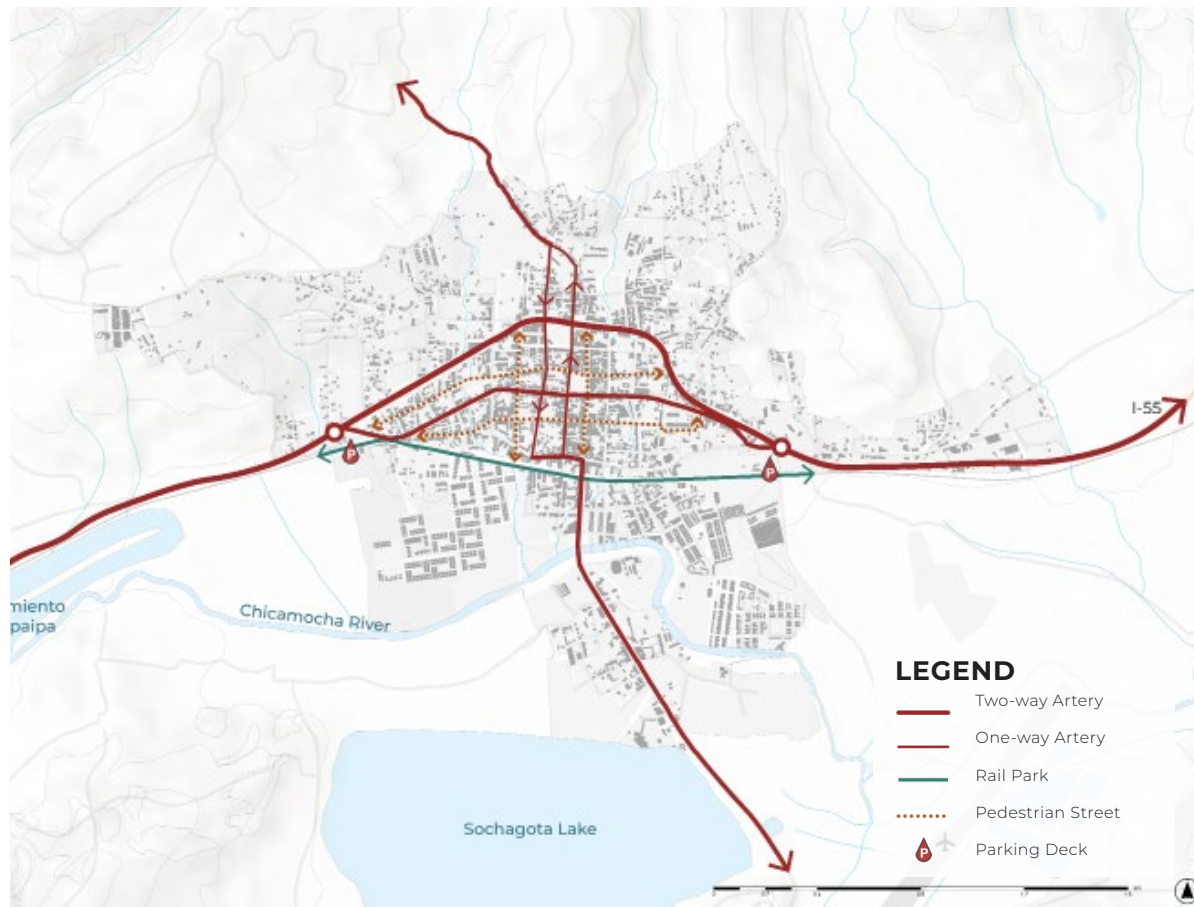 I-55
miento
paipa
Chicamocha River
Sochagota Lake
LEGEND
Two-way Artery
One-way Artery
Rail Park
Pedestrian Street
P
Parking Deck
P
P